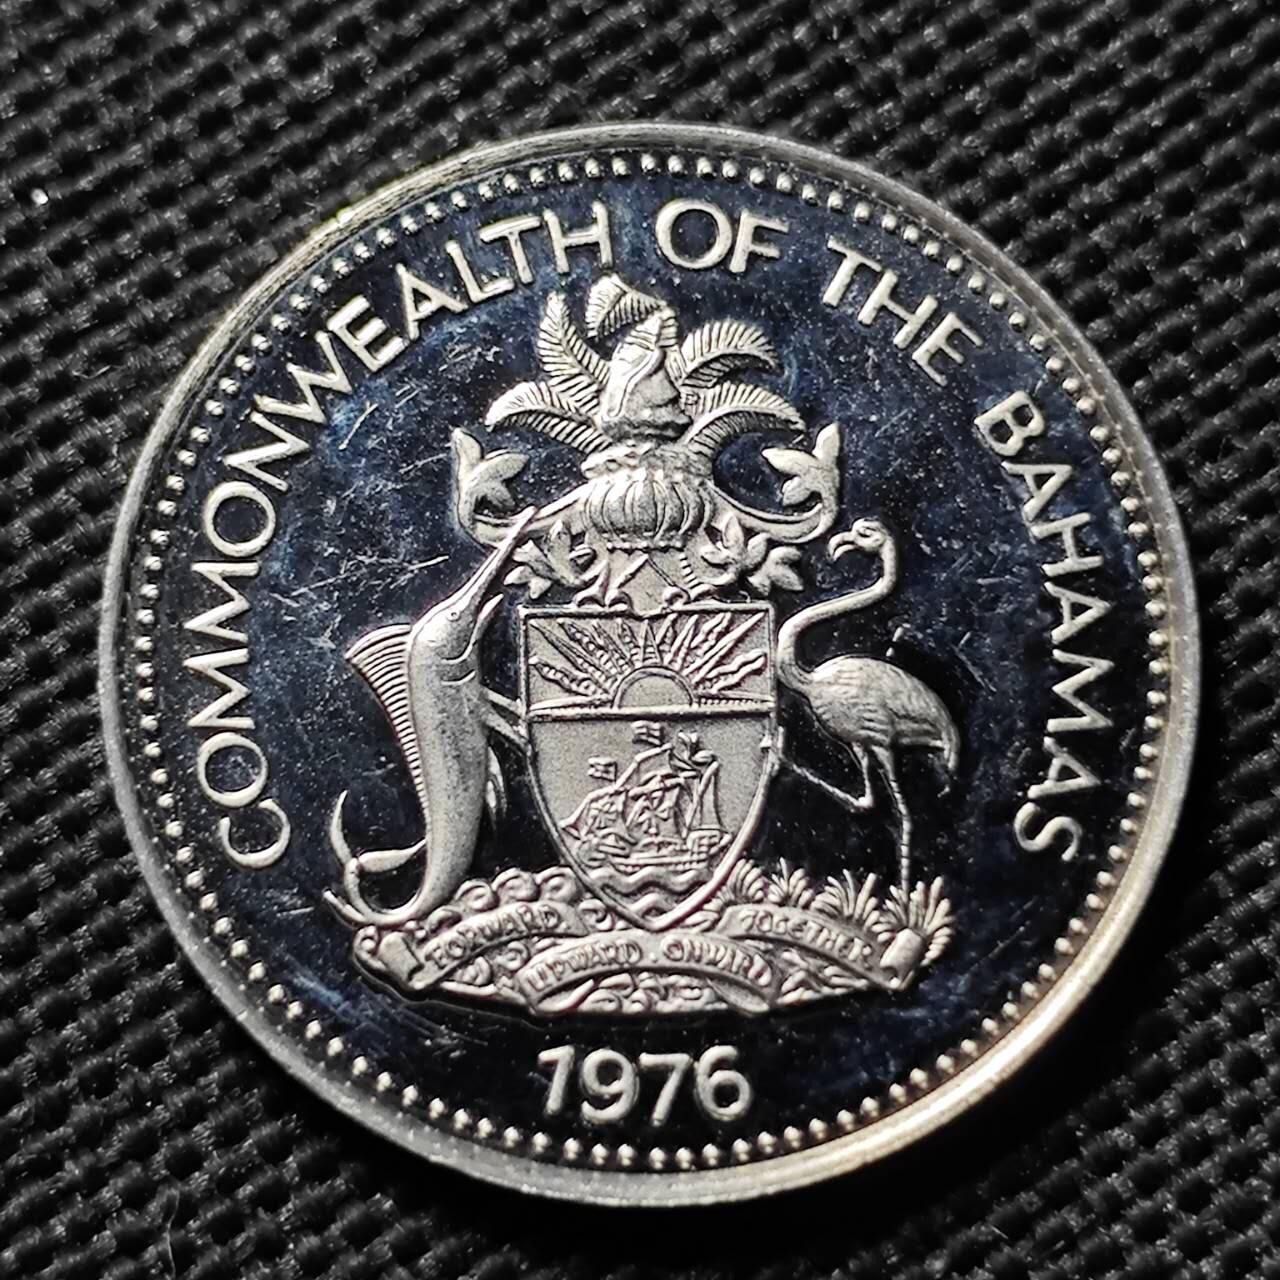 COMMONWEALTH OF THE BAHAMAS
FORWARD UPWARD ONWARD TOGETHER
1976